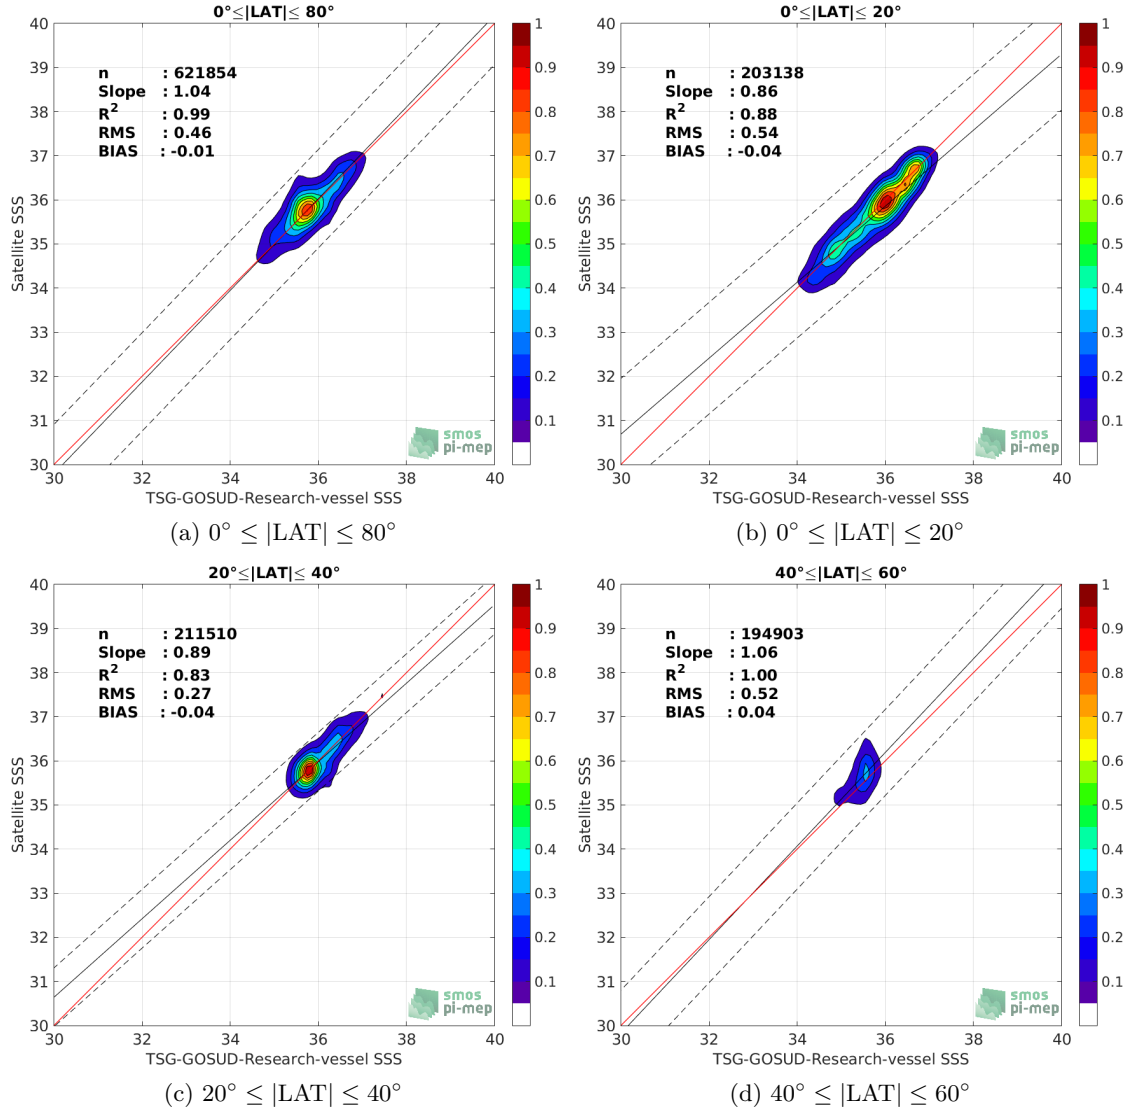 0°≤|LAT|≤ 80°
40
39
38
37
36
35
34
33
32
31
30
Satellite SSS
n : 621854
Slope : 1.04
R² : 0.99
RMS : 0.46
BIAS : -0.01
smos
pi-mep
30 32 34 36 38 40
TSG-GOSUD-Research-vessel SSS
1
0.9
0.8
0.7
0.6
0.5
0.4
0.3
0.2
0.1
(a) 0° ≤ |LAT| ≤ 80°
0°≤|LAT|≤ 20°
40
39
38
37
36
35
34
33
32
31
30
Satellite SSS
n : 203138
Slope : 0.86
R² : 0.88
RMS : 0.54
BIAS : -0.04
smos
pi-mep
30 32 34 36 38 40
TSG-GOSUD-Research-vessel SSS
1
0.9
0.8
0.7
0.6
0.5
0.4
0.3
0.2
0.1
(b) 0° ≤ |LAT| ≤ 20°
20°≤|LAT|≤ 40°
40
39
38
37
36
35
34
33
32
31
30
Satellite SSS
n : 211510
Slope : 0.89
R² : 0.83
RMS : 0.27
BIAS : -0.04
smos
pi-mep
30 32 34 36 38 40
TSG-GOSUD-Research-vessel SSS
1
0.9
0.8
0.7
0.6
0.5
0.4
0.3
0.2
0.1
(c) 20° ≤ |LAT| ≤ 40°
40°≤|LAT|≤ 60°
40
39
38
37
36
35
34
33
32
31
30
Satellite SSS
n : 194903
Slope : 1.06
R² : 1.00
RMS : 0.52
BIAS : 0.04
smos
pi-mep
30 32 34 36 38 40
TSG-GOSUD-Research-vessel SSS
1
0.9
0.8
0.7
0.6
0.5
0.4
0.3
0.2
0.1
(d) 40° ≤ |LAT| ≤ 60°